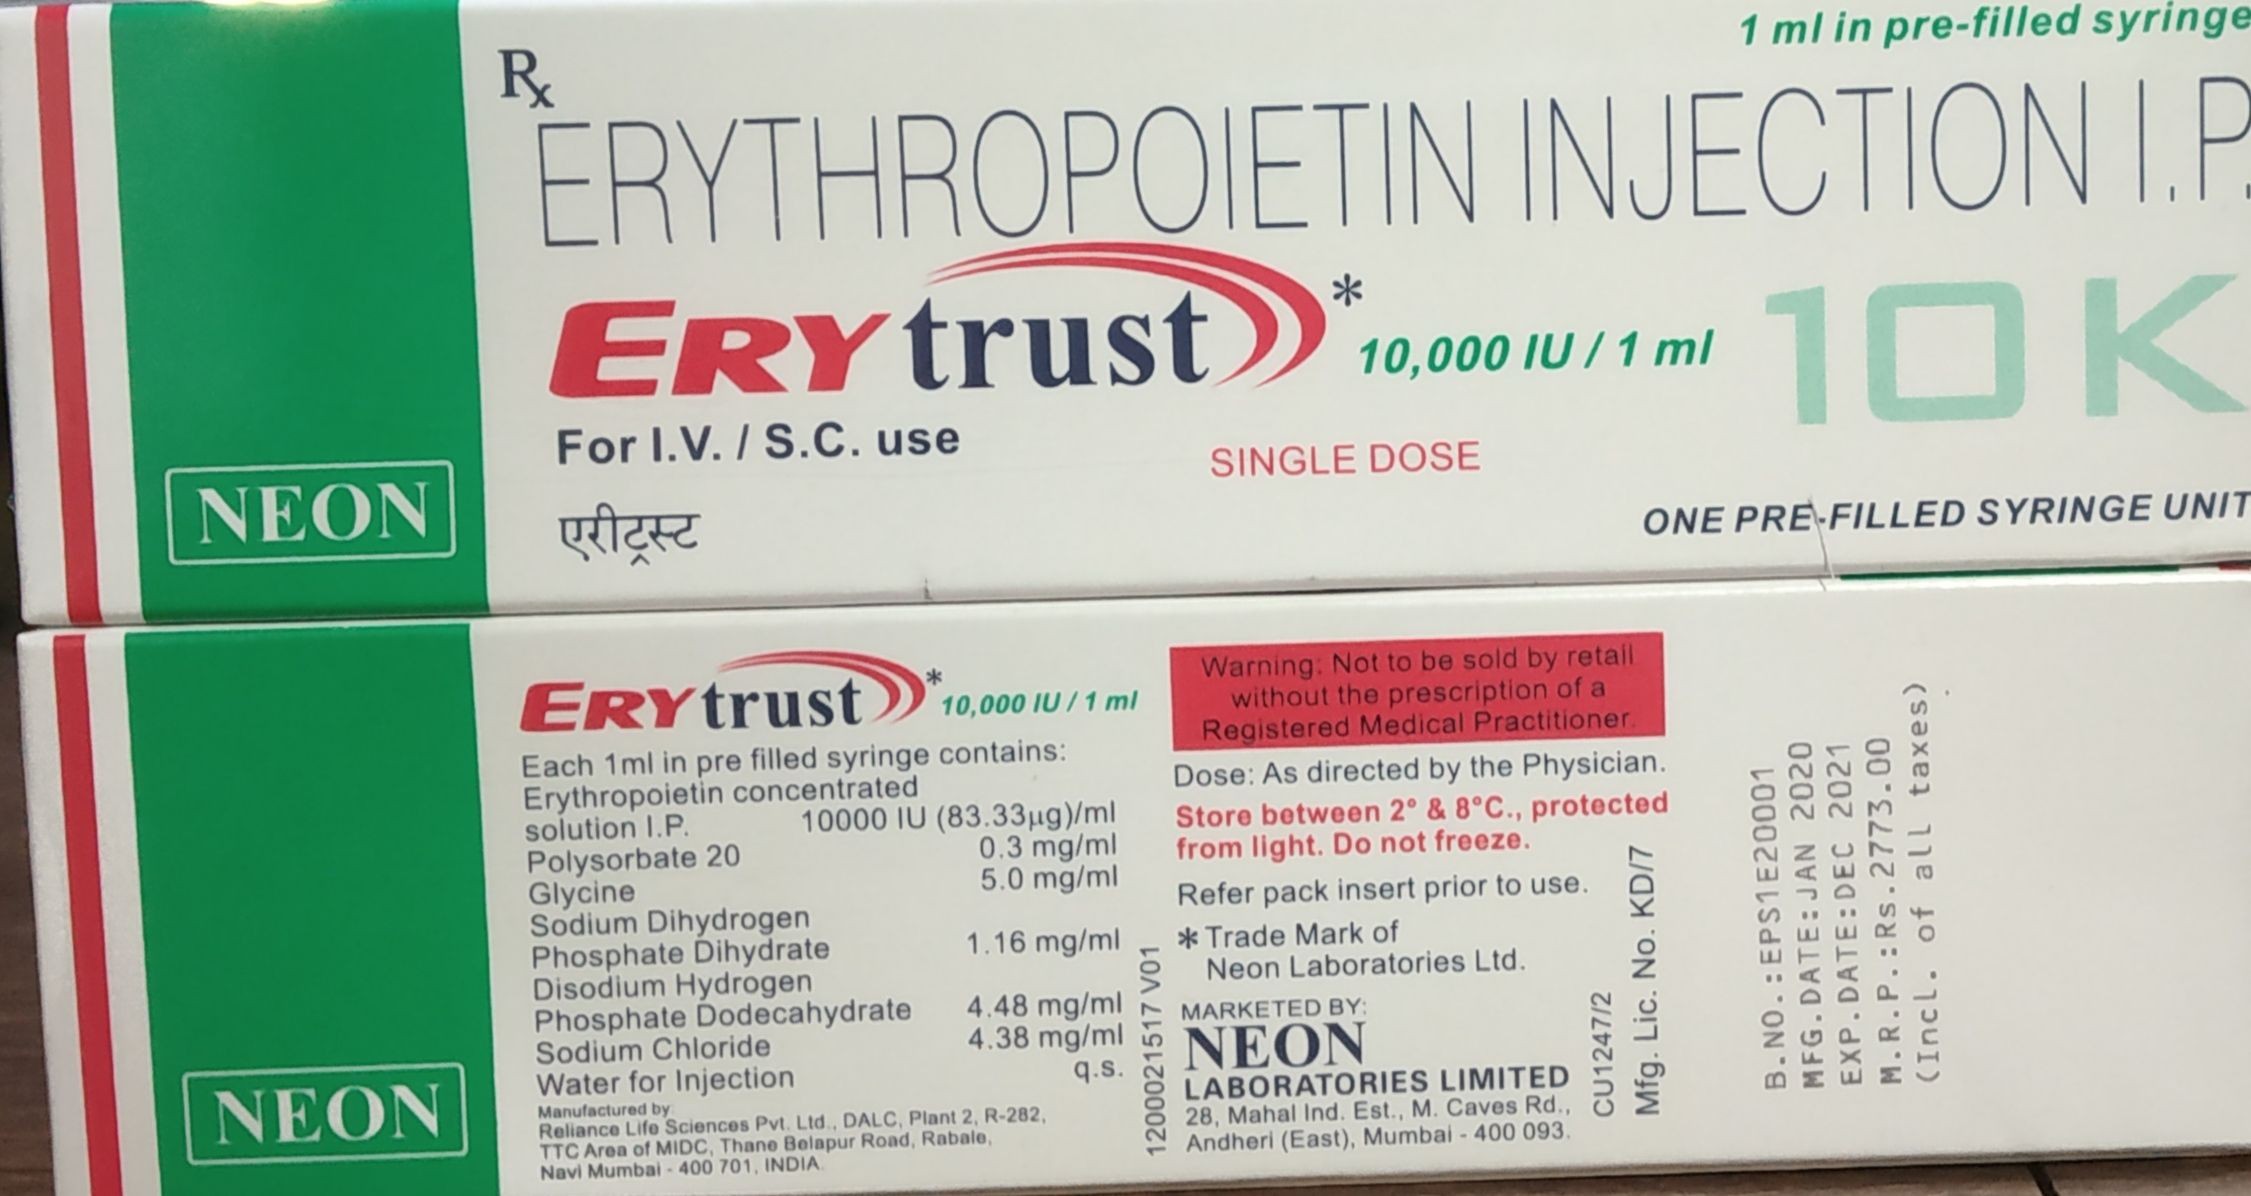 1 ml in pre-filled syringe
Rx
ERYTHROPOIETIN INJECTION I.P.
ERYtrust* 10,000 IU / 1 ml 10K
For I.V. / S.C. use
SINGLE DOSE
एरीट्रस्ट
ONE PRE-FILLED SYRINGE UNIT
NEON
ERYtrust* 10,000 IU / 1 ml
Each 1ml in pre filled syringe contains:
Erythropoietin concentrated
solution I.P. 10000 IU (83.33µg)/ml
Polysorbate 20 0.3 mg/ml
Glycine 5.0 mg/ml
Sodium Dihydrogen
Phosphate Dihydrate 1.16 mg/ml
Disodium Hydrogen
Phosphate Dodecahydrate 4.48 mg/ml
Sodium Chloride 4.38 mg/ml
Water for Injection q.s.
Manufactured by:
Reliance Life Sciences Pvt. Ltd., DALC, Plant 2, R-282,
TTC Area of MIDC, Thane Belapur Road, Rabale,
Navi Mumbai - 400 701, INDIA.
NEON
1200021517 V01
Warning: Not to be sold by retail
without the prescription of a
Registered Medical Practitioner.
Dose: As directed by the Physician.
Store between 2° & 8°C., protected
from light. Do not freeze.
Refer pack insert prior to use.
* Trade Mark of
Neon Laboratories Ltd.
MARKETED BY:
NEON
LABORATORIES LIMITED
28, Mahal Ind. Est., M. Caves Rd.,
Andheri (East), Mumbai - 400 093.
CU1247/2
Mfg. Lic. No. KD/7
B.NO.:EPS1E20001
MFG.DATE:JAN 2020
EXP.DATE:DEC 2021
M.R.P.:Rs.2773.00
(Incl. of all taxes)